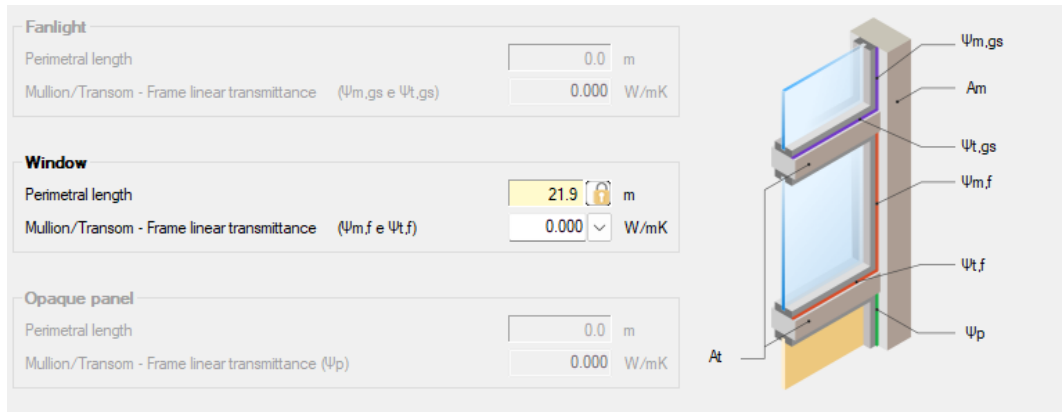 Fanlight
Perimetral length 0.0 m
Mullion/Transom - Frame linear transmittance (Ψm,gs e Ψt,gs) 0.000 W/mK
Window
Perimetral length 21.9 m
Mullion/Transom - Frame linear transmittance (Ψm,f e Ψt,f) 0.000 W/mK
Opaque panel
Perimetral length 0.0 m
Mullion/Transom - Frame linear transmittance (Ψp) 0.000 W/mK
Ψm,gs
Am
Ψt,gs
Ψm,f
Ψt,f
Ψp
At